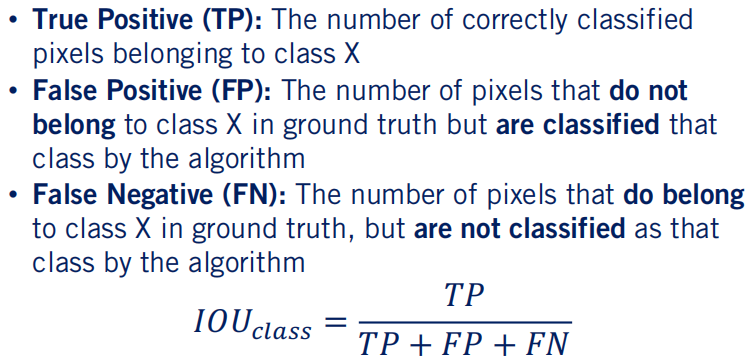 • True Positive (TP): The number of correctly classified
pixels belonging to class X
• False Positive (FP): The number of pixels that do not
belong to class X in ground truth but are classified that
class by the algorithm
• False Negative (FN): The number of pixels that do belong
to class X in ground truth, but are not classified as that
class by the algorithm
IOU_class = TP / (TP + FP + FN)